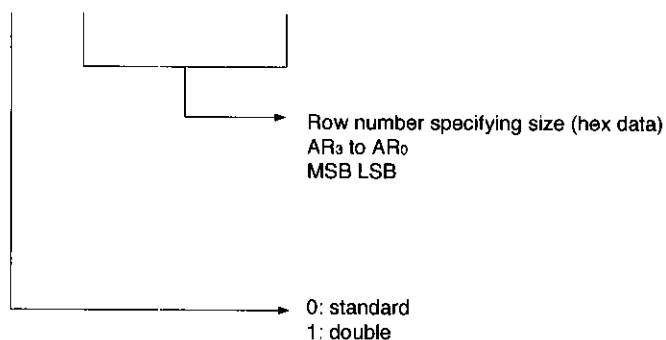 Row number specifying size (hex data)
AR3 to AR0
MSB LSB
0: standard
1: double